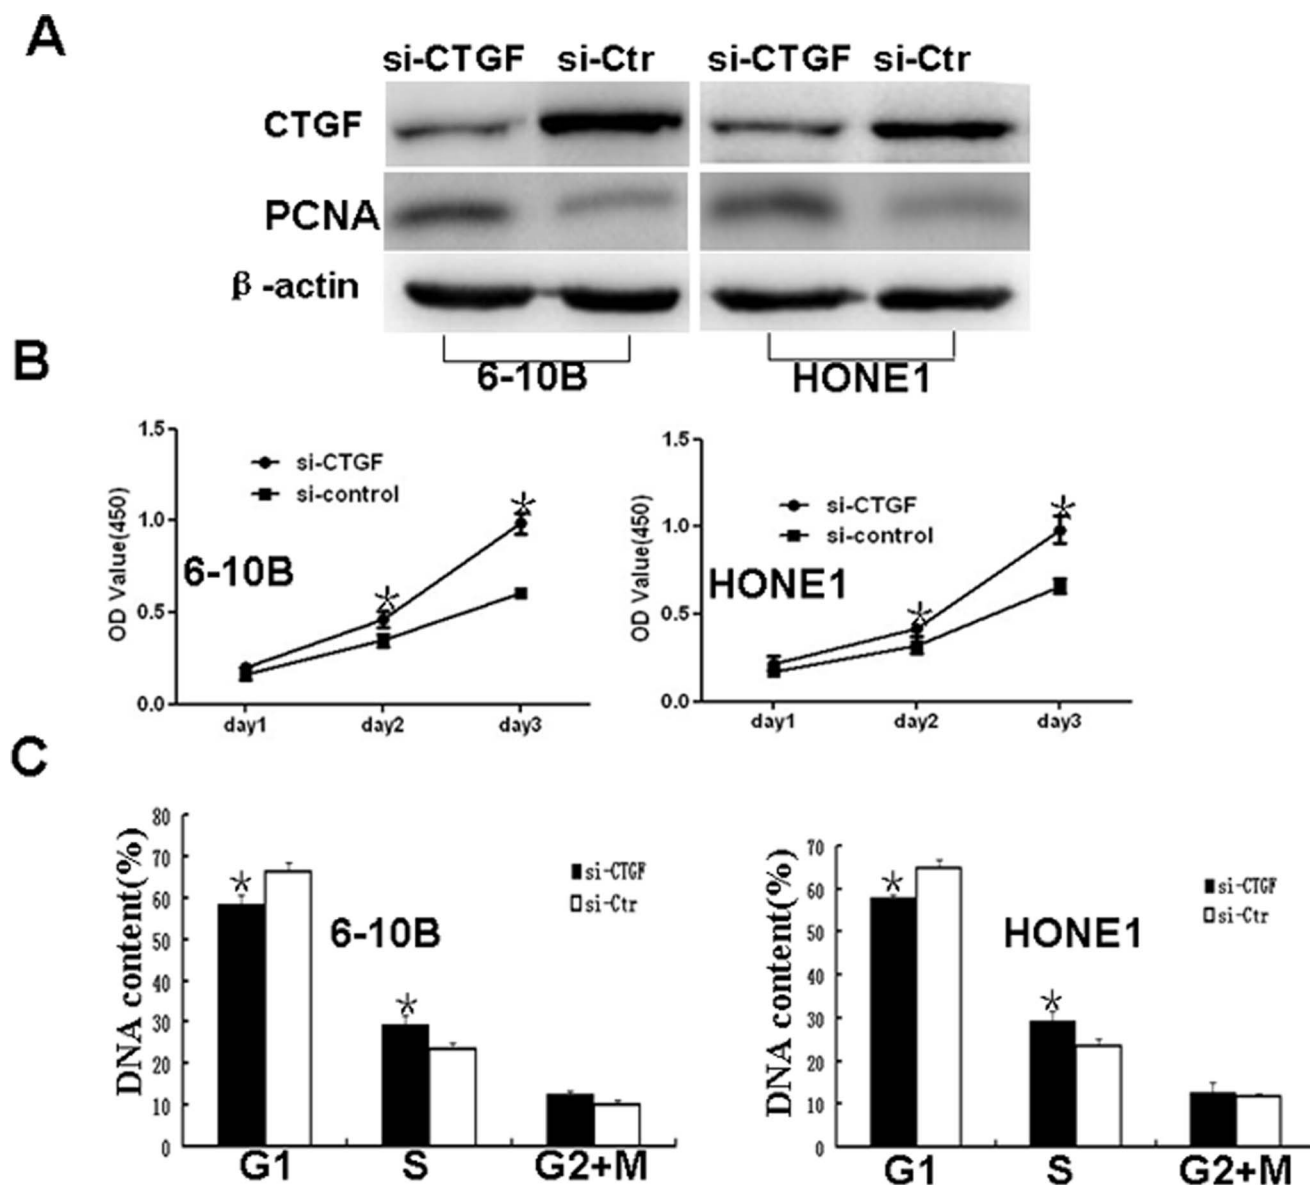 A
si-CTGF si-Ctr si-CTGF si-Ctr
CTGF
PCNA
β-actin
6-10B HONE1
B
1.5
1.0
0.5
0.0
OD Value(450)
si-CTGF
si-control
6-10B
*
*
day1 day2 day3
1.5
1.0
0.5
0.0
OD Value(450)
si-CTGF
si-control
HONE1
*
*
day1 day2 day3
C
80
70
60
50
40
30
20
10
0
DNA content(%)
si-CTGF
si-Ctr
6-10B
*
*
G1 S G2+M
70
60
50
40
30
20
10
0
DNA content(%)
si-CTGF
si-Ctr
HONE1
*
*
G1 S G2+M